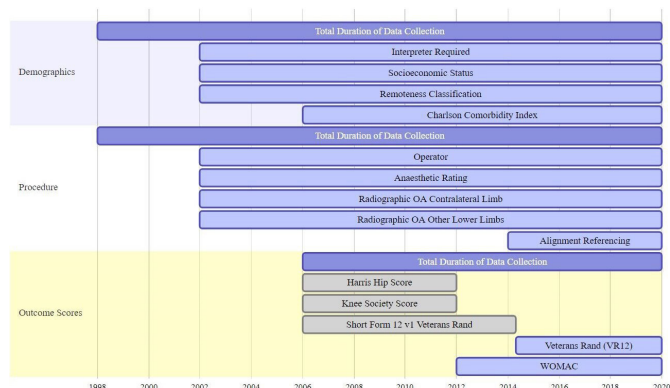 Total Duration of Data Collection
Interpreter Required
Demographics
Socioeconomic Status
Remoteness Classification
Charlson Comorbidity Index
Total Duration of Data Collection
Operator
Anaesthetic Rating
Procedure
Radiographic OA Contralateral Limb
Radiographic OA Other Lower Limbs
Alignment Referencing
Total Duration of Data Collection
Harris Hip Score
Knee Society Score
Outcome Scores
Short Form 12 v1 Veterans Rand
Veterans Rand (VR12)
WOMAC
1998 2000 2002 2004 2006 2008 2010 2012 2014 2016 2018 2020